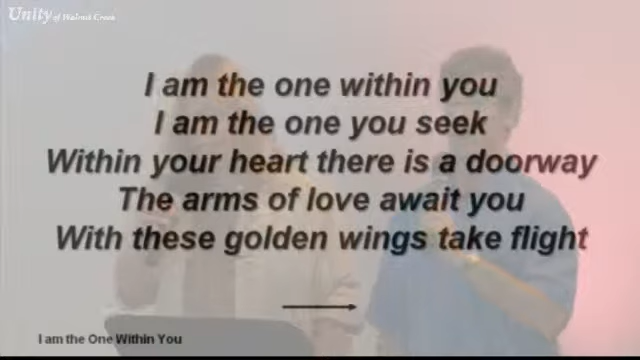 Unity of Walnut Creek
I am the one within you
I am the one you seek
Within your heart there is a doorway
The arms of love await you
With these golden wings take flight
I am the One Within You